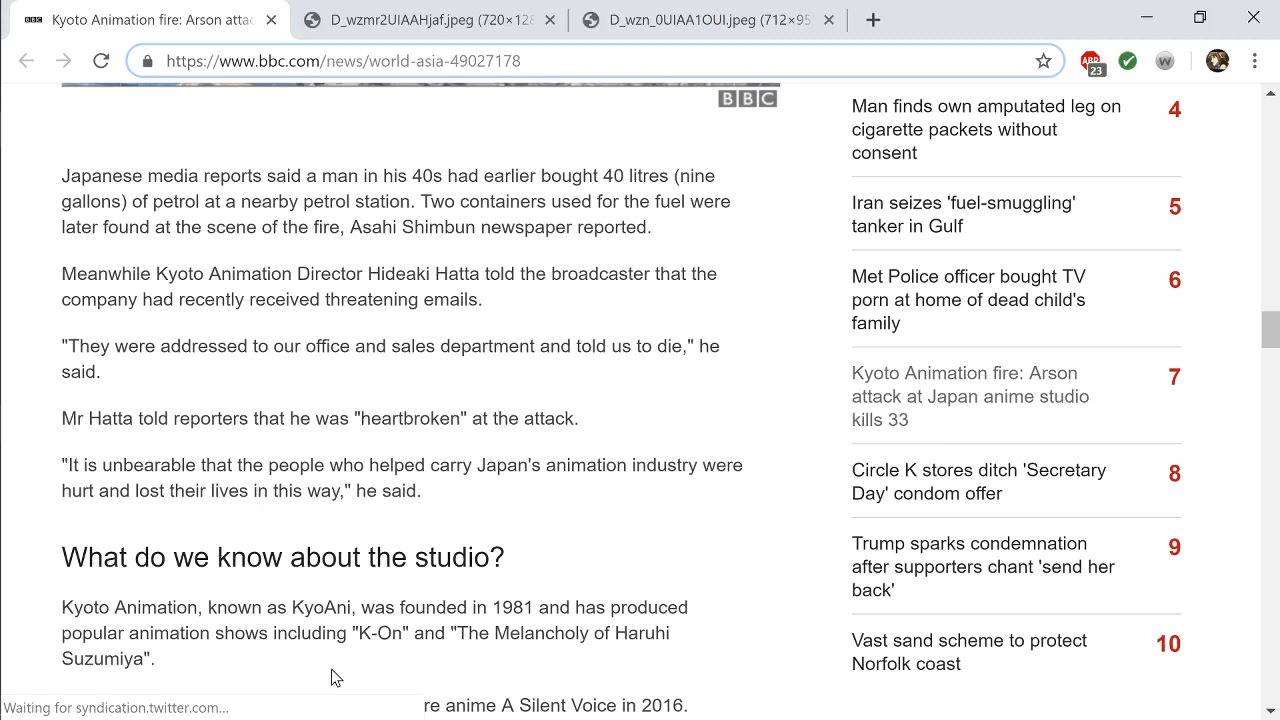 Kyoto Animation fire: Arson attac
D_wzmr2UIAAHjaf.jpeg (720×128
D_wzn_0UIAA1OUI.jpeg (712×95
https://www.bbc.com/news/world-asia-49027178
ABP
23
W
BBC
Japanese media reports said a man in his 40s had earlier bought 40 litres (nine
gallons) of petrol at a nearby petrol station. Two containers used for the fuel were
later found at the scene of the fire, Asahi Shimbun newspaper reported.
Meanwhile Kyoto Animation Director Hideaki Hatta told the broadcaster that the
company had recently received threatening emails.
"They were addressed to our office and sales department and told us to die," he
said.
Mr Hatta told reporters that he was "heartbroken" at the attack.
"It is unbearable that the people who helped carry Japan's animation industry were
hurt and lost their lives in this way," he said.
What do we know about the studio?
Kyoto Animation, known as KyoAni, was founded in 1981 and has produced
popular animation shows including "K-On" and "The Melancholy of Haruhi
Suzumiya".
re anime A Silent Voice in 2016.
Waiting for syndication.twitter.com...
Man finds own amputated leg on
cigarette packets without
consent
4
Iran seizes 'fuel-smuggling'
tanker in Gulf
5
Met Police officer bought TV
porn at home of dead child's
family
6
Kyoto Animation fire: Arson
attack at Japan anime studio
kills 33
7
Circle K stores ditch 'Secretary
Day' condom offer
8
Trump sparks condemnation
after supporters chant 'send her
back'
9
Vast sand scheme to protect
Norfolk coast
10